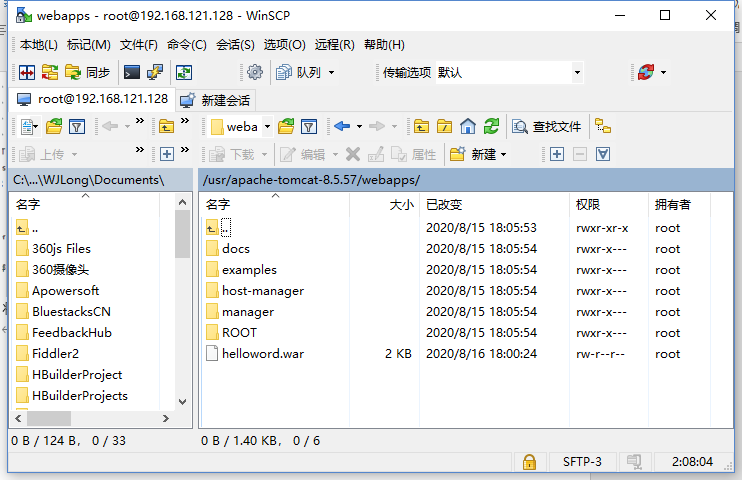 webapps - root@192.168.121.128 - WinSCP
本地(L) 标记(M) 文件(F) 命令(C) 会话(S) 选项(O) 远程(R) 帮助(H)
同步 队列 传输选项 默认
root@192.168.121.128 新建会话
weba 查找文件
上传 下载 编辑 属性 新建
C:\...\WJLong\Documents\ /usr/apache-tomcat-8.5.57/webapps/
名字 名字 大小 已改变 权限 拥有者
.. .. 2020/8/15 18:05:53 rwxr-xr-x root
360js Files docs 2020/8/15 18:05:54 rwxr-x--- root
360摄像头 examples 2020/8/15 18:05:54 rwxr-x--- root
Apowersoft host-manager 2020/8/15 18:05:54 rwxr-x--- root
BluestacksCN manager 2020/8/15 18:05:54 rwxr-x--- root
FeedbackHub ROOT 2020/8/15 18:05:54 rwxr-x--- root
Fiddler2 helloword.war 2 KB 2020/8/16 18:00:24 rw-r--r-- root
HBuilderProject
HBuilderProjects
0 B / 124 B, 0 / 33 0 B / 1.40 KB, 0 / 6
SFTP-3 2:08:04